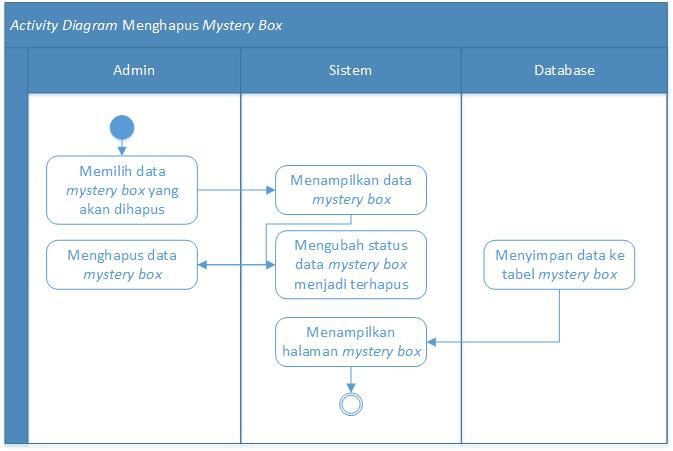 Activity Diagram Menghapus Mystery Box
Admin
Sistem
Database
Memilih data
mystery box yang
akan dihapus
Menampilkan data
mystery box
Menghapus data
mystery box
Mengubah status
data mystery box
menjadi terhapus
Menyimpan data ke
tabel mystery box
Menampilkan
halaman mystery box